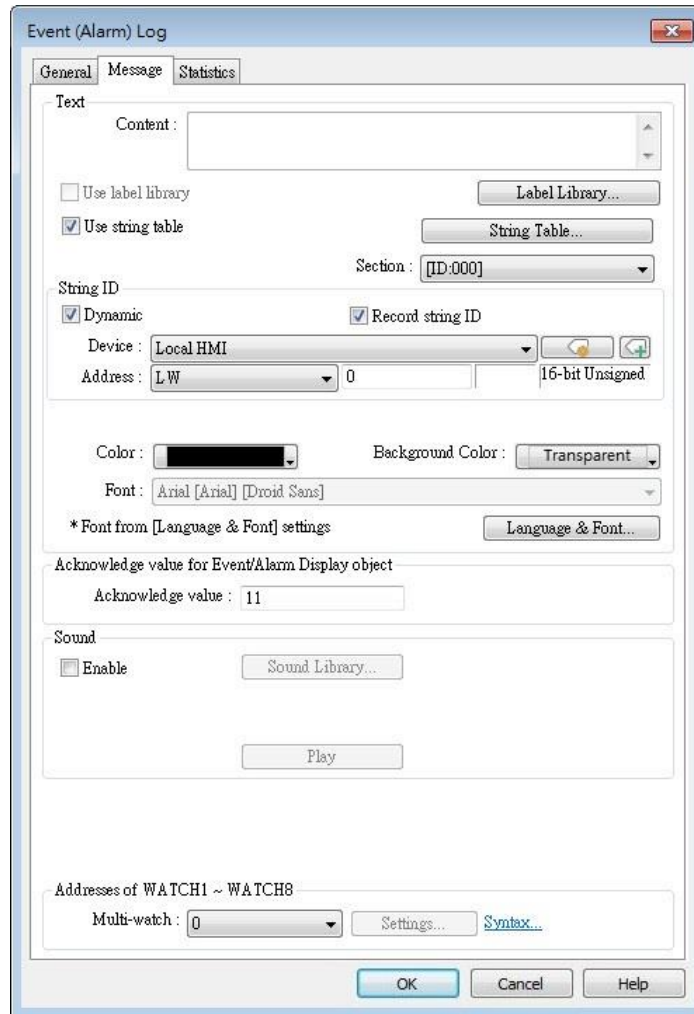 Event (Alarm) Log
General Message Statistics
Text
Content :
Use label library Label Library...
Use string table String Table...
Section : [ID:000]
String ID
Dynamic Record string ID
Device : Local HMI
Address : LW 0 16-bit Unsigned
Color : Background Color : Transparent
Font : Arial [Arial] [Droid Sans]
* Font from [Language & Font] settings Language & Font...
Acknowledge value for Event/Alarm Display object
Acknowledge value : 11
Sound
Enable Sound Library...
Play
Addresses of WATCH1 ~ WATCH8
Multi-watch : 0 Settings... Syntax...
OK Cancel Help